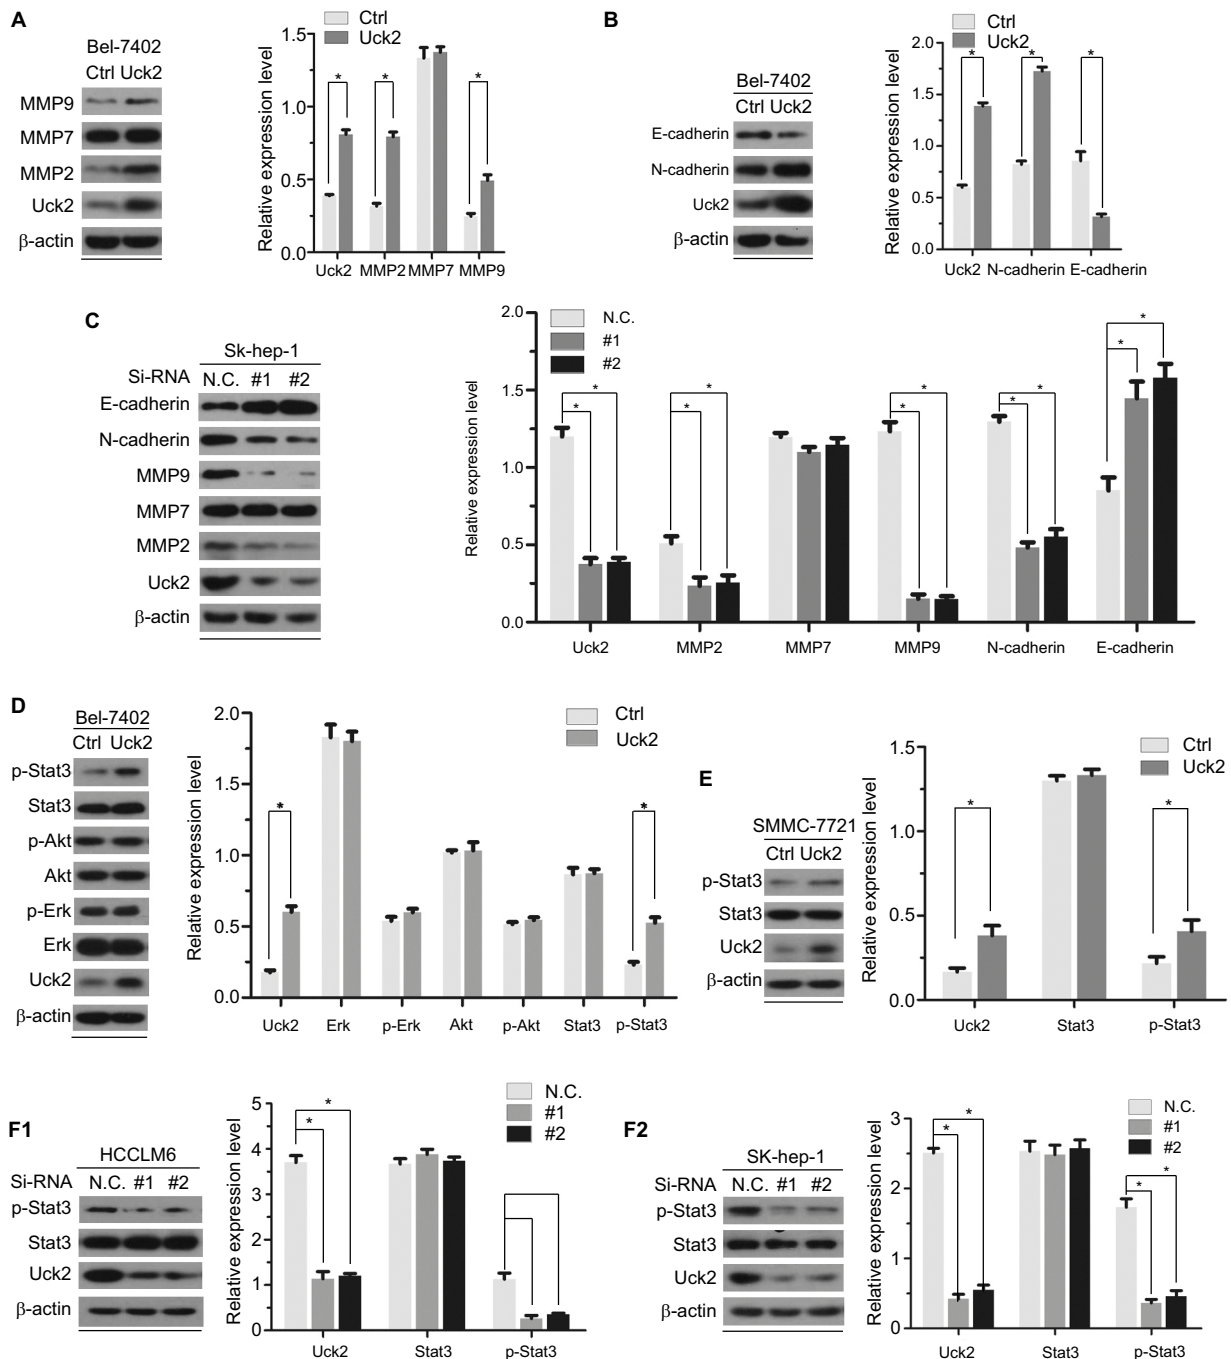 A
Bel-7402
Ctrl Uck2
MMP9
MMP7
MMP2
Uck2
β-actin
Ctrl
Uck2
Relative expression level
1.5
1.0
0.5
0.0
* * *
Uck2 MMP2 MMP7 MMP9
B
Bel-7402
Ctrl Uck2
E-cadherin
N-cadherin
Uck2
β-actin
Ctrl
Uck2
Relative expression level
2.0
1.5
1.0
0.5
0.0
* * *
Uck2 N-cadherin E-cadherin
C
Sk-hep-1
Si-RNA N.C. #1 #2
E-cadherin
N-cadherin
MMP9
MMP7
MMP2
Uck2
β-actin
N.C.
#1
#2
Relative expression level
2.0
1.5
1.0
0.5
0.0
* * * * *
* * * * *
Uck2 MMP2 MMP7 MMP9 N-cadherin E-cadherin
D
Bel-7402
Ctrl Uck2
p-Stat3
Stat3
p-Akt
Akt
p-Erk
Erk
Uck2
β-actin
Ctrl
Uck2
Relative expression level
2.0
1.5
1.0
0.5
0.0
* *
Uck2 Erk p-Erk Akt p-Akt Stat3 p-Stat3
E
SMMC-7721
Ctrl Uck2
p-Stat3
Stat3
Uck2
β-actin
Ctrl
Uck2
Relative expression level
1.5
1.0
0.5
0.0
* *
Uck2 Stat3 p-Stat3
F1
HCCLM6
Si-RNA N.C. #1 #2
p-Stat3
Stat3
Uck2
β-actin
N.C.
#1
#2
Relative expression level
5
4
3
2
1
0
* *
Uck2 Stat3 p-Stat3
F2
SK-hep-1
Si-RNA N.C. #1 #2
p-Stat3
Stat3
Uck2
β-actin
N.C.
#1
#2
Relative expression level
3
2
1
0
* *
* *
Uck2 Stat3 p-Stat3